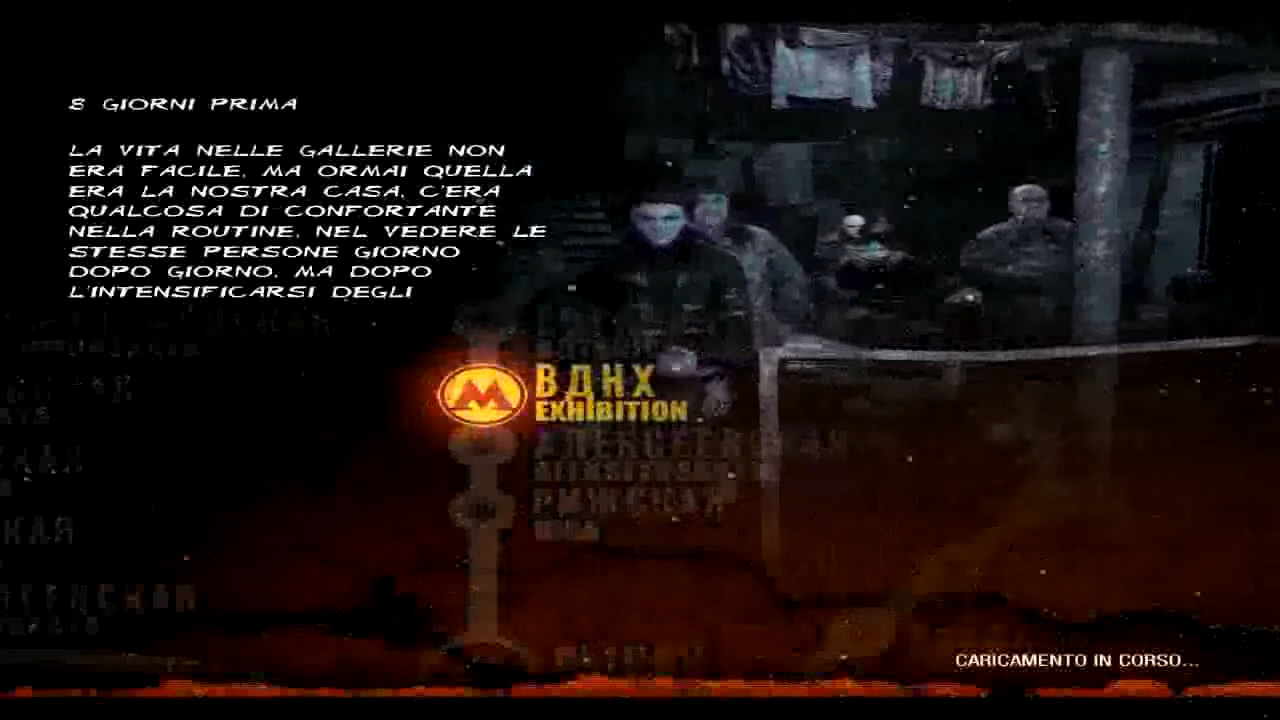 8 GIORNI PRIMA
LA VITA NELLE GALLERIE NON
ERA FACILE, MA ORMAI QUELLA
ERA LA NOSTRA CASA, C'ERA
QUALCOSA DI CONFORTANTE
NELLA ROUTINE, NEL VEDERE LE
STESSE PERSONE GIORNO
DOPO GIORNO, MA DOPO
L'INTENSIFICARSI DEGLI
ВДНХ
EXHIBITION
РИЖСКАЯ
КАЯ
CARICAMENTO IN CORSO...